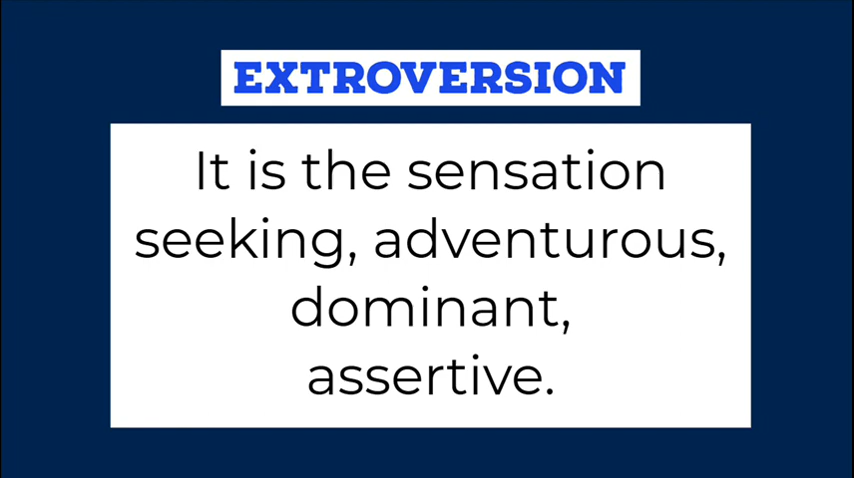 EXTROVERSION
It is the sensation
seeking, adventurous,
dominant,
assertive.